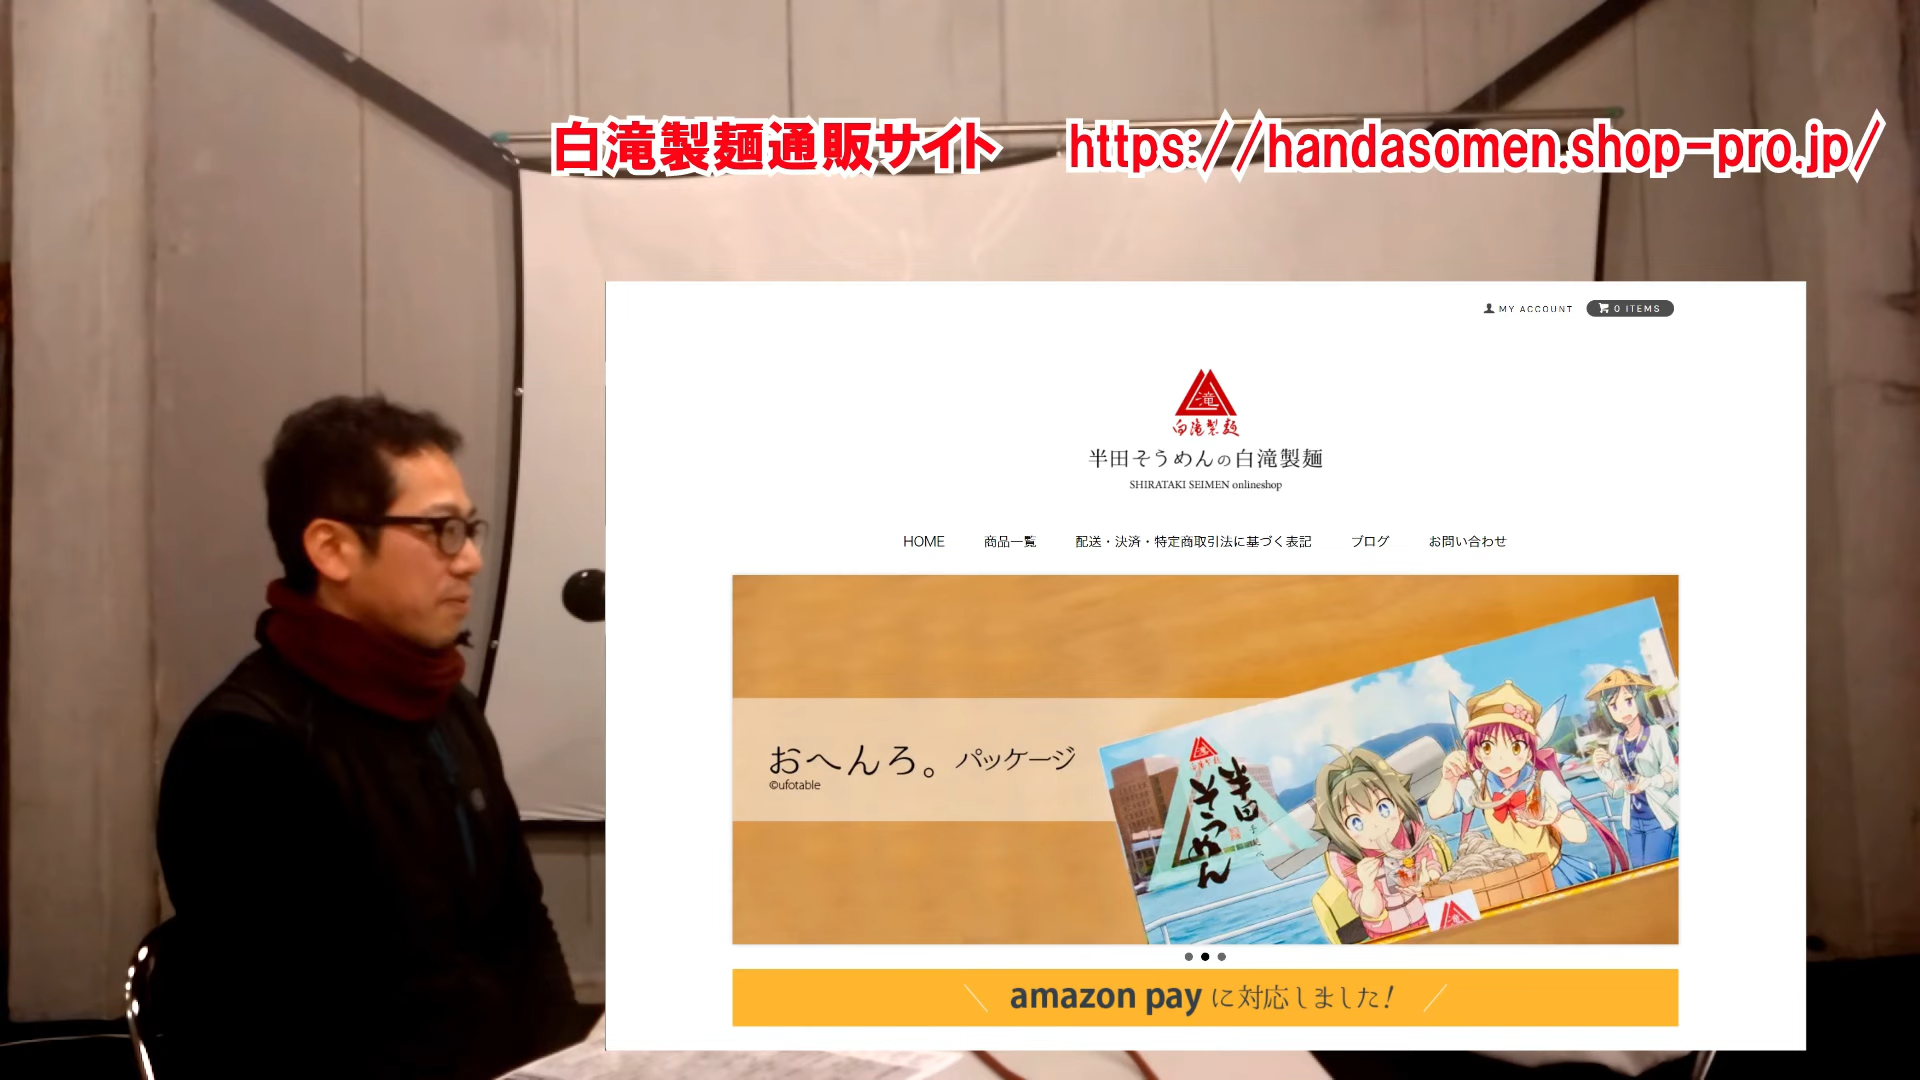 白滝製麺通販サイト https://handasomen.shop-pro.jp/
MY ACCOUNT 0 ITEMS
滝
白滝製麺
半田そうめんの白滝製麺
SHIRATAKI SEIMEN onlineshop
HOME 商品一覧 配送・決済・特定商取引法に基づく表記 ブログ お問い合わせ
おへんろ。パッケージ
©ufotable
半田
そうめん
滝
amazon pay に対応しました!